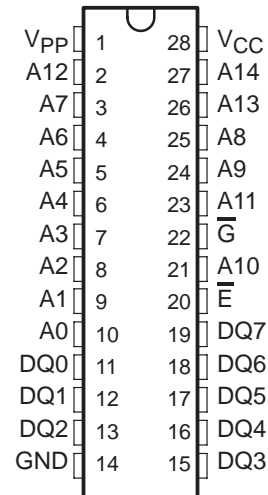 VPP 1 28 VCC
A12 2 27 A14
A7 3 26 A13
A6 4 25 A8
A5 5 24 A9
A4 6 23 A11
A3 7 22 G̅
A2 8 21 A10
A1 9 20 E̅
A0 10 19 DQ7
DQ0 11 18 DQ6
DQ1 12 17 DQ5
DQ2 13 16 DQ4
GND 14 15 DQ3